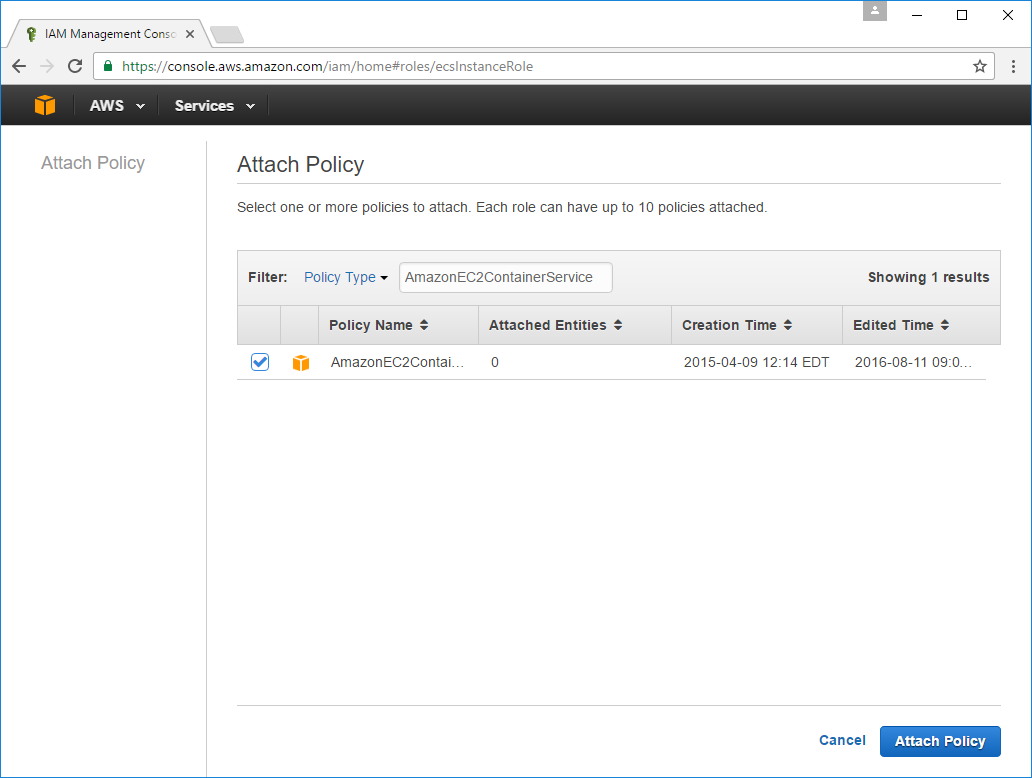 IAM Management Conso
https://console.aws.amazon.com/iam/home#roles/ecsInstanceRole
AWS Services
Attach Policy
Attach Policy
Select one or more policies to attach. Each role can have up to 10 policies attached.
Filter: Policy Type AmazonEC2ContainerService Showing 1 results
Policy Name Attached Entities Creation Time Edited Time
AmazonEC2Contai... 0 2015-04-09 12:14 EDT 2016-08-11 09:0...
Cancel Attach Policy